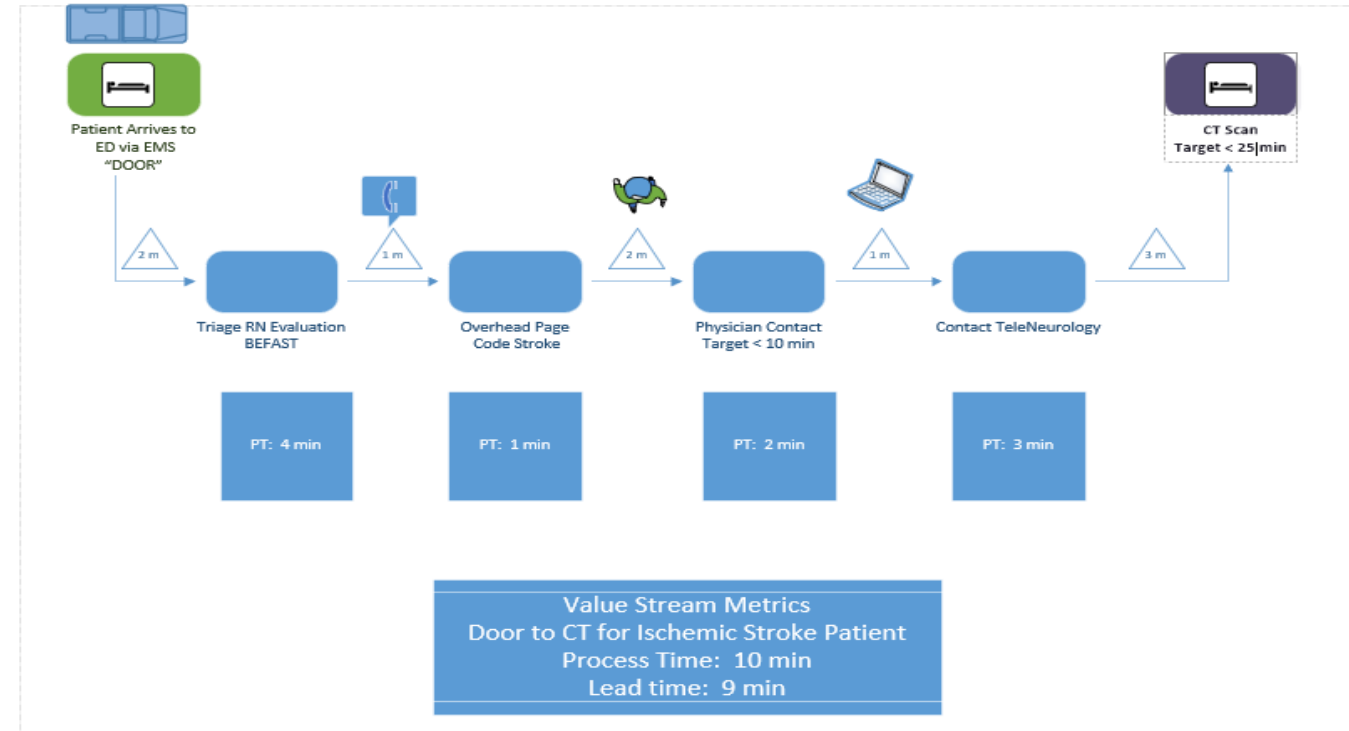 Patient Arrives to
ED via EMS
“DOOR”
CT Scan
Target < 25|min
2 m
1 m
2 m
1 m
3 m
Triage RN Evaluation
BEFAST
Overhead Page
Code Stroke
Physician Contact
Target < 10 min
Contact TeleNeurology
PT: 4 min
PT: 1 min
PT: 2 min
PT: 3 min
Value Stream Metrics
Door to CT for Ischemic Stroke Patient
Process Time: 10 min
Lead time: 9 min